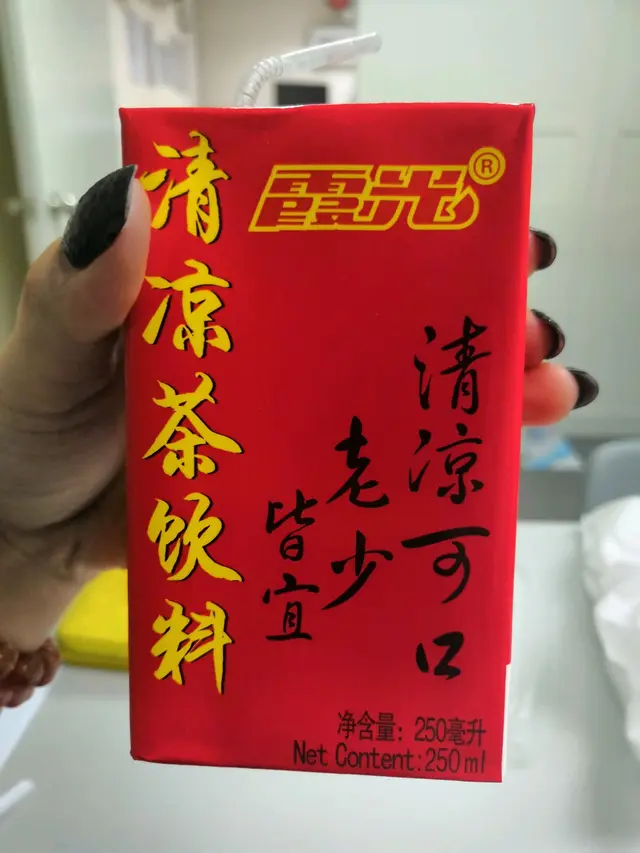 清凉茶饮料
霞光®
清凉可口
老少
皆宜
净含量: 250毫升
Net Content:250ml